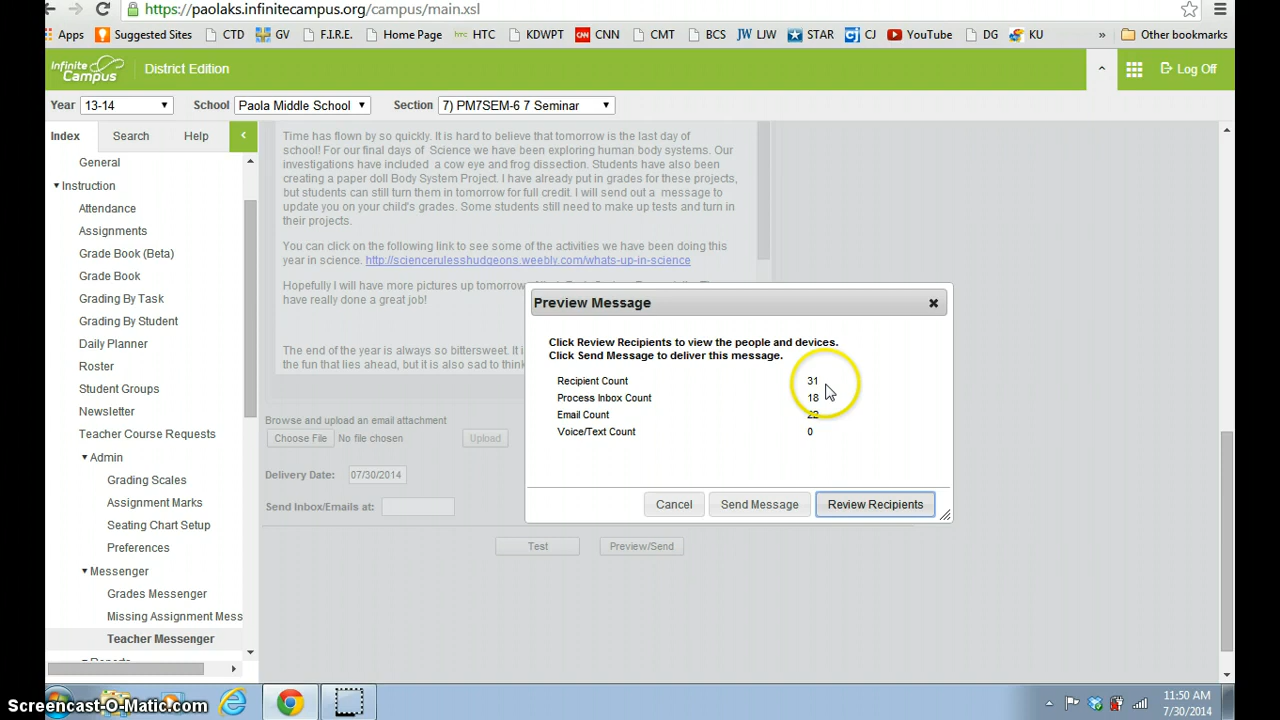 https://paolaks.infinitecampus.org/campus/main.xsl
Apps Suggested Sites CTD GV F.I.R.E. Home Page htc HTC KDWPT CNN CNN CMT BCS JW LJW STAR cj CJ YouTube DG KU » Other bookmarks
Infinite Campus District Edition Log Off
Year 13-14 School Paola Middle School Section 7) PM7SEM-6 7 Seminar
Index Search Help
General
Instruction
Attendance
Assignments
Grade Book (Beta)
Grade Book
Grading By Task
Grading By Student
Daily Planner
Roster
Student Groups
Newsletter
Teacher Course Requests
Admin
Grading Scales
Assignment Marks
Seating Chart Setup
Preferences
Messenger
Grades Messenger
Missing Assignment Mess
Teacher Messenger
Time has flown by so quickly. It is hard to believe that tomorrow is the last day of
school! For our final days of Science we have been exploring human body systems. Our
investigations have included a cow eye and frog dissection. Students have also been
creating a paper doll Body System Project. I have already put in grades for these projects,
but students can still turn them in tomorrow for full credit. I will send out a message to
update you on your child's grades. Some students still need to make up tests and turn in
their projects.
You can click on the following link to see some of the activities we have been doing this
year in science. http://sciencerulesshudgeons.weebly.com/whats-up-in-science
Hopefully I will have more pictures up tomorrow
have really done a great job!
The end of the year is always so bittersweet. It i
the fun that lies ahead, but it is also sad to think
Browse and upload an email attachment
Choose File No file chosen Upload
Delivery Date: 07/30/2014
Send Inbox/Emails at:
Test Preview/Send
Preview Message
Click Review Recipients to view the people and devices.
Click Send Message to deliver this message.
Recipient Count 31
Process Inbox Count 18
Email Count 22
Voice/Text Count 0
Cancel Send Message Review Recipients
Screencast-O-Matic.com
11:50 AM
7/30/2014